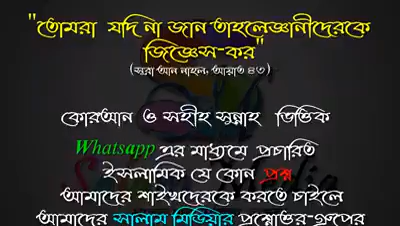 "তোমরা যদি না জান তাহলেজ্ঞানীদেরকে
জিজ্ঞেস-কর"
(সুরা আন নাহল, আয়াত ৪৩)
কোরআন ও সহীহ সুন্নাহ ভিত্তিক
Whatsapp এর মাধ্যমে প্রচারিত
ইসলামিক যে কোন প্রশ্ন
আমাদের শাইখদেরকে করতে চাইলে
আমাদের সালাম মিডিয়ার প্রশ্নোত্তর-গ্রুপের